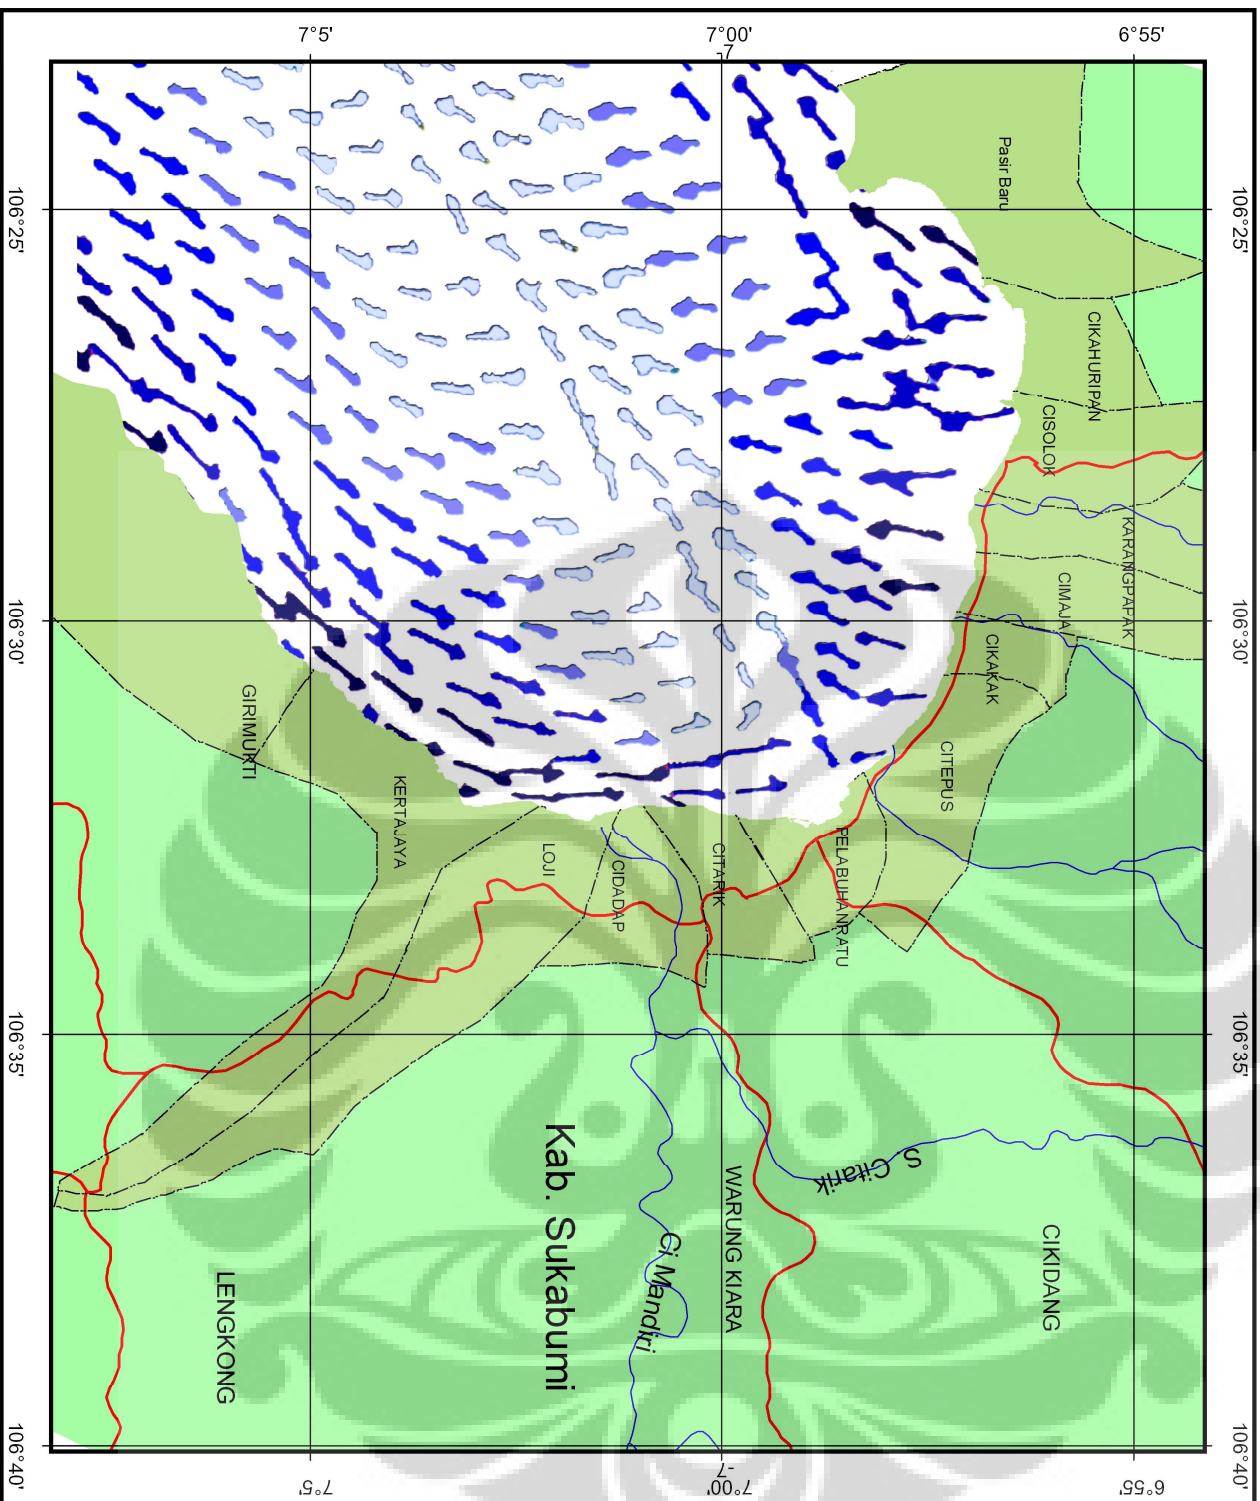 7°5'
7°00'
-7
6°55'
106°25'
106°25'
106°30'
106°30'
106°35'
106°35'
106°40'
106°40'
Pasir Baru
CIKAHURIPAN
CISOLOK
KARANGPAPAK
CIMAJA
CIKAKAK
CITEPUS
PELABUHANRATU
CITARIK
CIDADAP
LOJI
KERTAJAYA
GIRIMUKTI
S. Citarik
WARUNG KIARA
Ci Mandiri
Kab. Sukabumi
CIKIDANG
LENGKONG
7°5'
-7
7°00'
6°55'